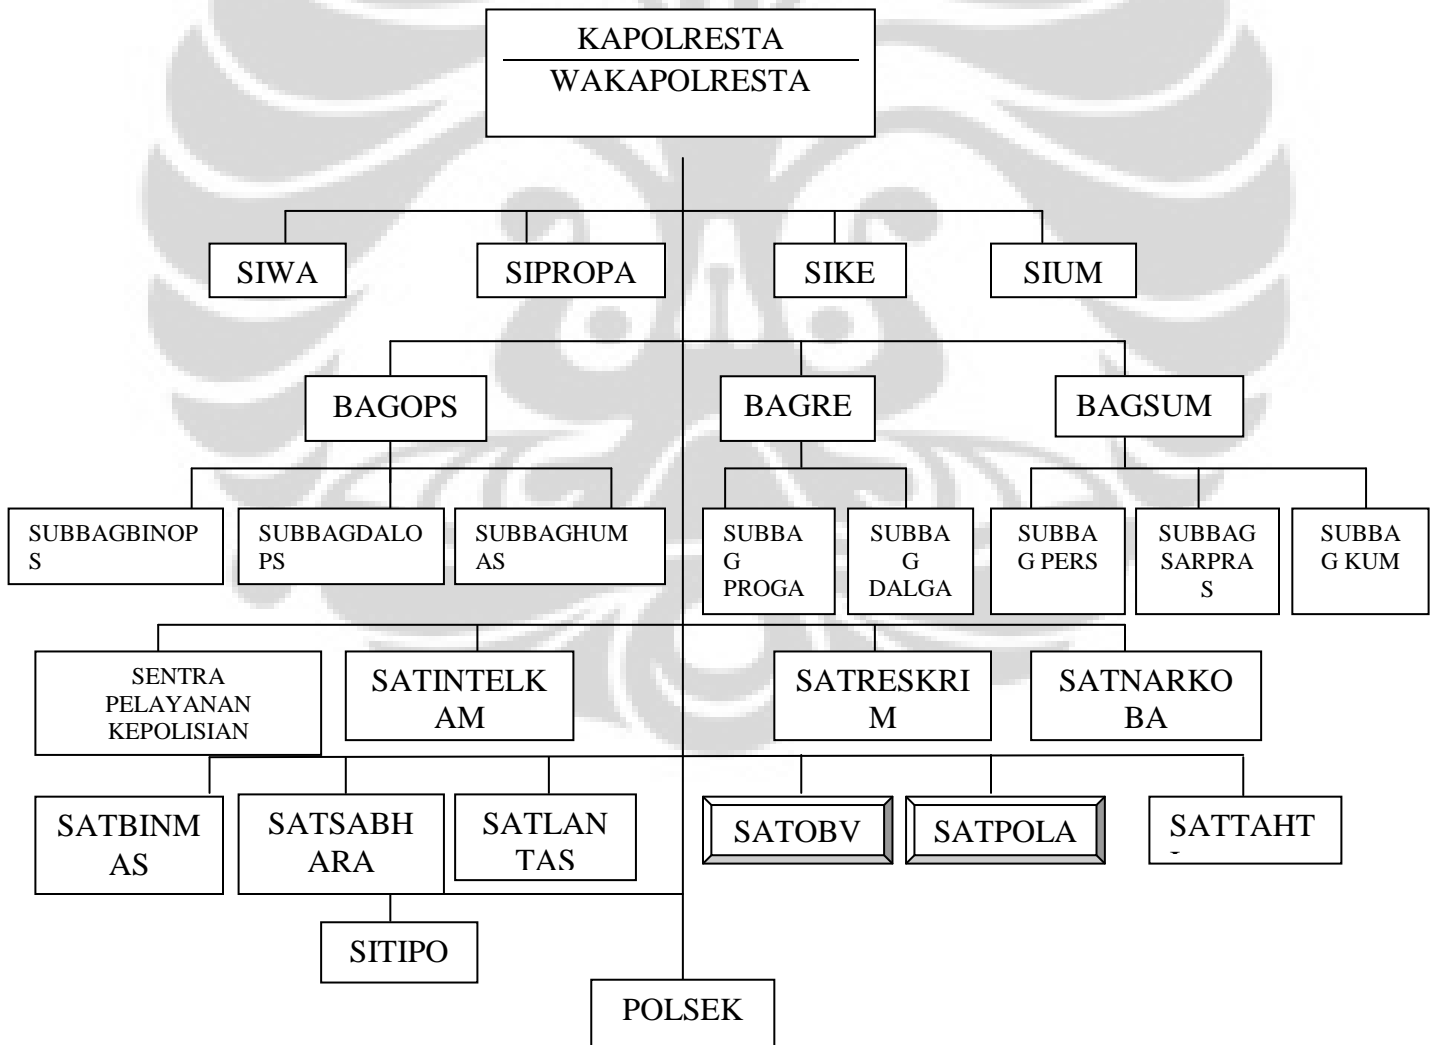 KAPOLRESTA
WAKAPOLRESTA
SIWA
SIPROPA
SIKE
SIUM
BAGOPS
BAGRE
BAGSUM
SUBBAGBINOP
S
SUBBAGDALO
PS
SUBBAGHUM
AS
SUBBA
G
PROGA
SUBBA
G
DALGA
SUBBA
G PERS
SUBBAG
SARPRA
S
SUBBA
G KUM
SENTRA
PELAYANAN
KEPOLISIAN
SATINTELK
AM
SATRESKRI
M
SATNARKO
BA
SATBINM
AS
SATSABH
ARA
SATLAN
TAS
SATOBV
SATPOLA
SATTAHT
SITIPO
POLSEK